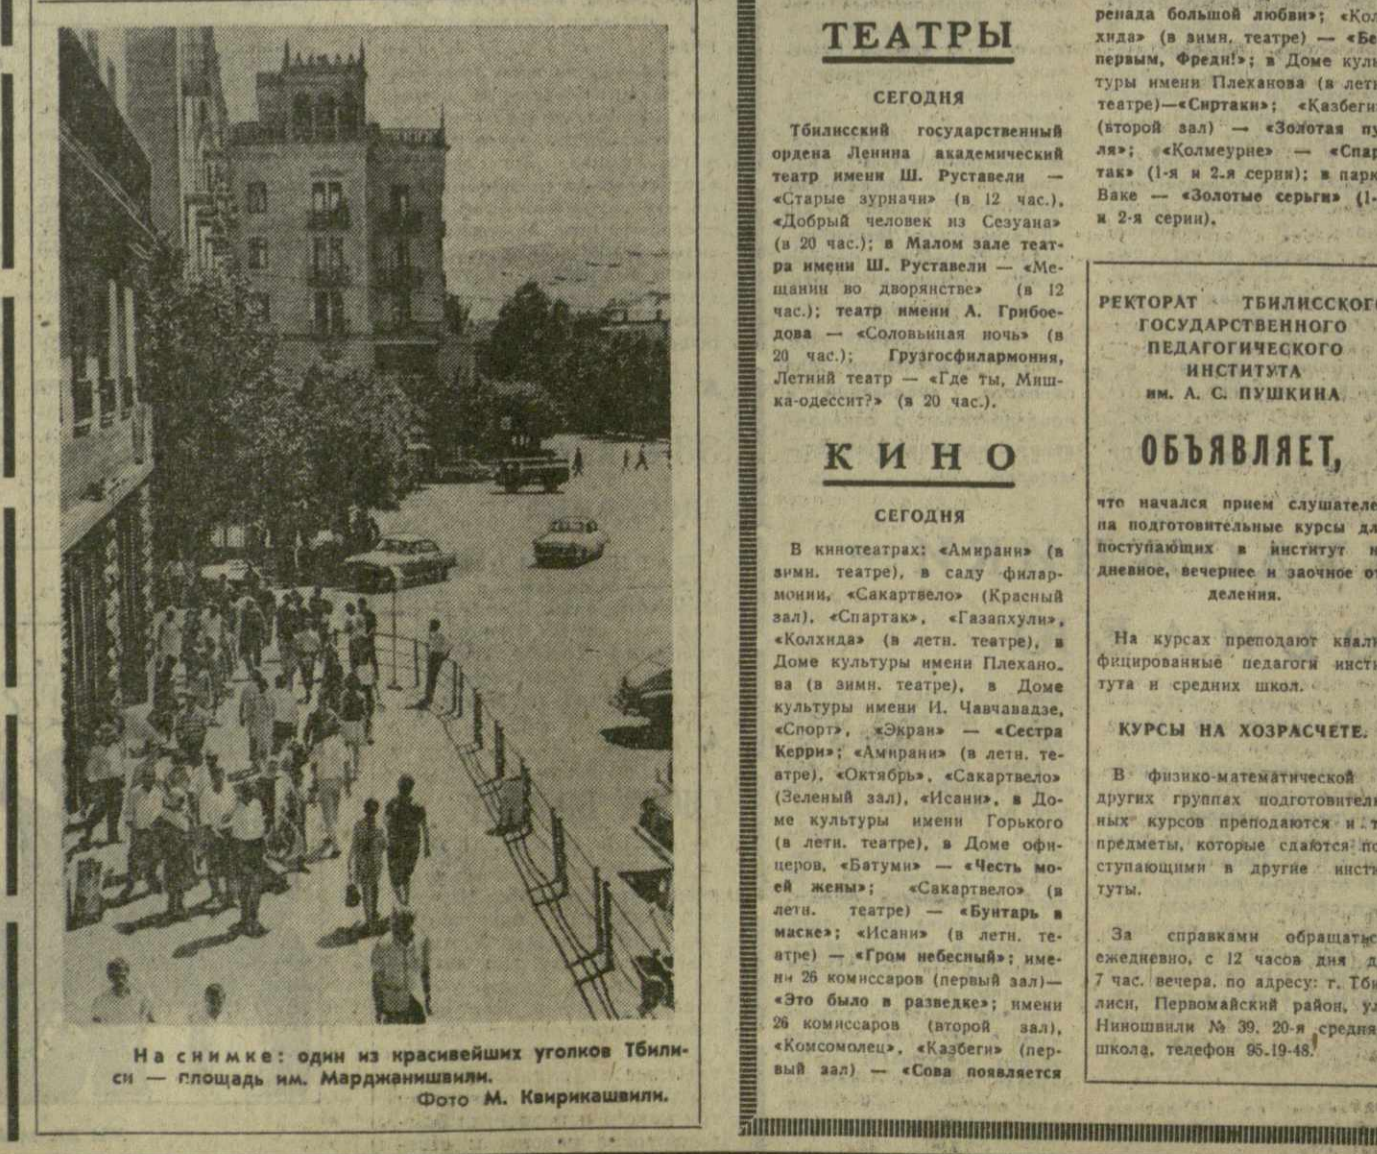 На снимке: один из красивейших уголков Тбили-
си — площадь им. Марджанишвили.
Фото М. Квирикашвили.
ТЕАТРЫ
СЕГОДНЯ
Тбилисский государственный
ордена Ленина академический
театр имени Ш. Руставели —
«Старые зурначи» (в 12 час.),
«Добрый человек из Сезуана»
(в 20 час.); в Малом зале теат-
ра имени Ш. Руставели — «Ме-
щанин во дворянстве» (в 12
час.); театр имени А. Грибое-
дова — «Соловьиная ночь» (в
20 час.); Грузгосфилармония,
Летний театр — «Где ты, Миш-
ка-одессит?» (в 20 час.).
КИНО
СЕГОДНЯ
В кинотеатрах: «Амирани» (в
зимн. театре), в саду филар-
монии, «Сакартвело» (Красный
зал), «Спартак», «Газапхули»,
«Колхида» (в летн. театре), в
Доме культуры имени Плехано-
ва (в зимн. театре), в Доме
культуры имени И. Чавчавадзе,
«Спорт», «Экран» — «Сестра
Керри»; «Амирани» (в летн. те-
атре), «Октябрь», «Сакартвело»
(Зеленый зал), «Исани», в До-
ме культуры имени Горького
(в летн. театре), в Доме офи-
церов, «Батуми» — «Честь мо-
ей жены»; «Сакартвело» (в
летн. театре) — «Бунтарь в
маске»; «Исани» (в летн. те-
атре) — «Гром небесный»; име-
ни 26 комиссаров (первый зал)—
«Это было в разведке»; имени
26 комиссаров (второй зал),
«Комсомолец», «Казбеги» (пер-
вый зал) — «Сова появляется
ренада большой любви»; «Кол
хида» (в зимн. театре) — «Бе
первым, Фреди!»; в Доме куль
туры имени Плеханова (в летн
театре)—«Сиртаки»; «Казбеги»
(второй зал) — «Золотая пу
ля»; «Колмеурне» — «Спар
так» (1-я и 2-я серия); в парк
Ваке — «Золотые серьги» (1-
и 2-я серии).
РЕКТОРАТ ТБИЛИССКОГО
ГОСУДАРСТВЕННОГО
ПЕДАГОГИЧЕСКОГО
ИНСТИТУТА
им. А. С. ПУШКИНА
ОБЪЯВЛЯЕТ,
что начался прием слушателе
на подготовительные курсы дл
поступающих в институт н
дневное, вечернее и заочное от
деления.
На курсах преподают квали
фицированные педагоги инсти
тута и средних школ.
КУРСЫ НА ХОЗРАСЧЕТЕ.
В физико-математической
других группах подготовитель
ных курсов преподаются и т
предметы, которые сдаются по
ступающими в другие инсти
туты.
За справками обращаться
ежедневно, с 12 часов дня д
7 час. вечера, по адресу: г. Тби
лиси, Первомайский район, ул
Ниношвили № 39, 20-я средня
школа, телефон 95-19-48.